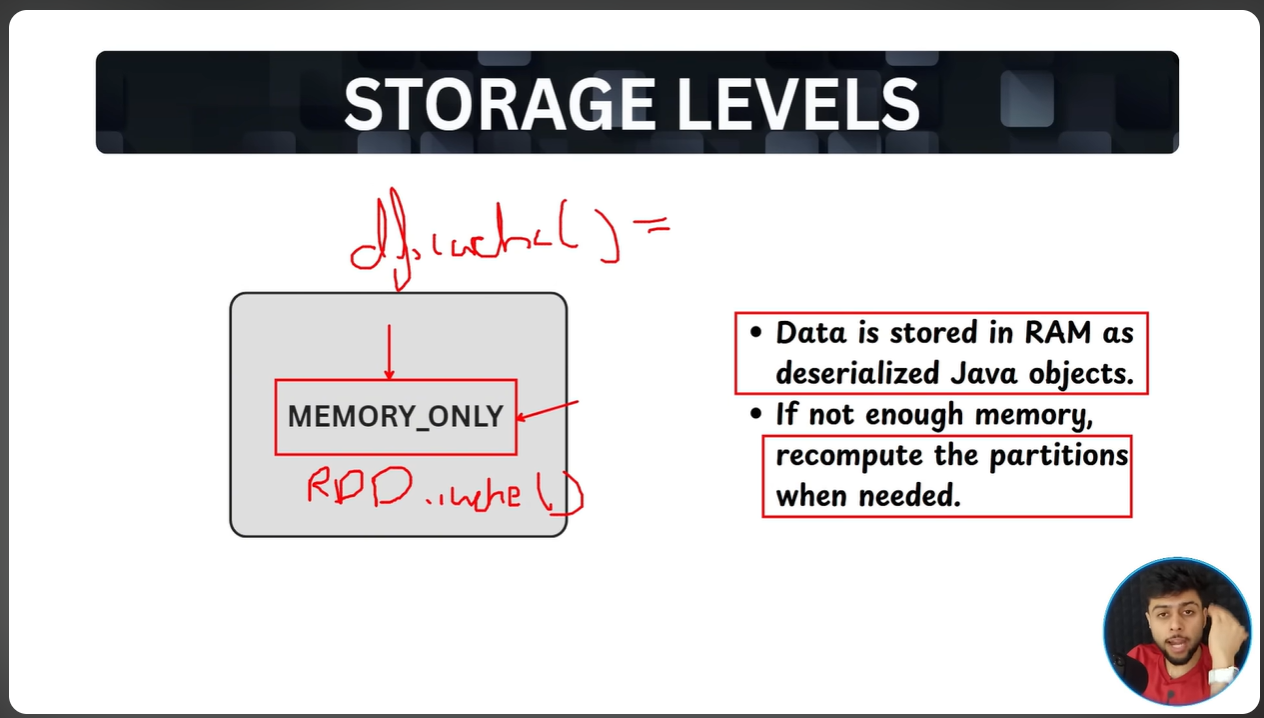 STORAGE LEVELS
df.cache() =
MEMORY_ONLY
RDD.cache()
• Data is stored in RAM as
deserialized Java objects.
• If not enough memory,
recompute the partitions
when needed.